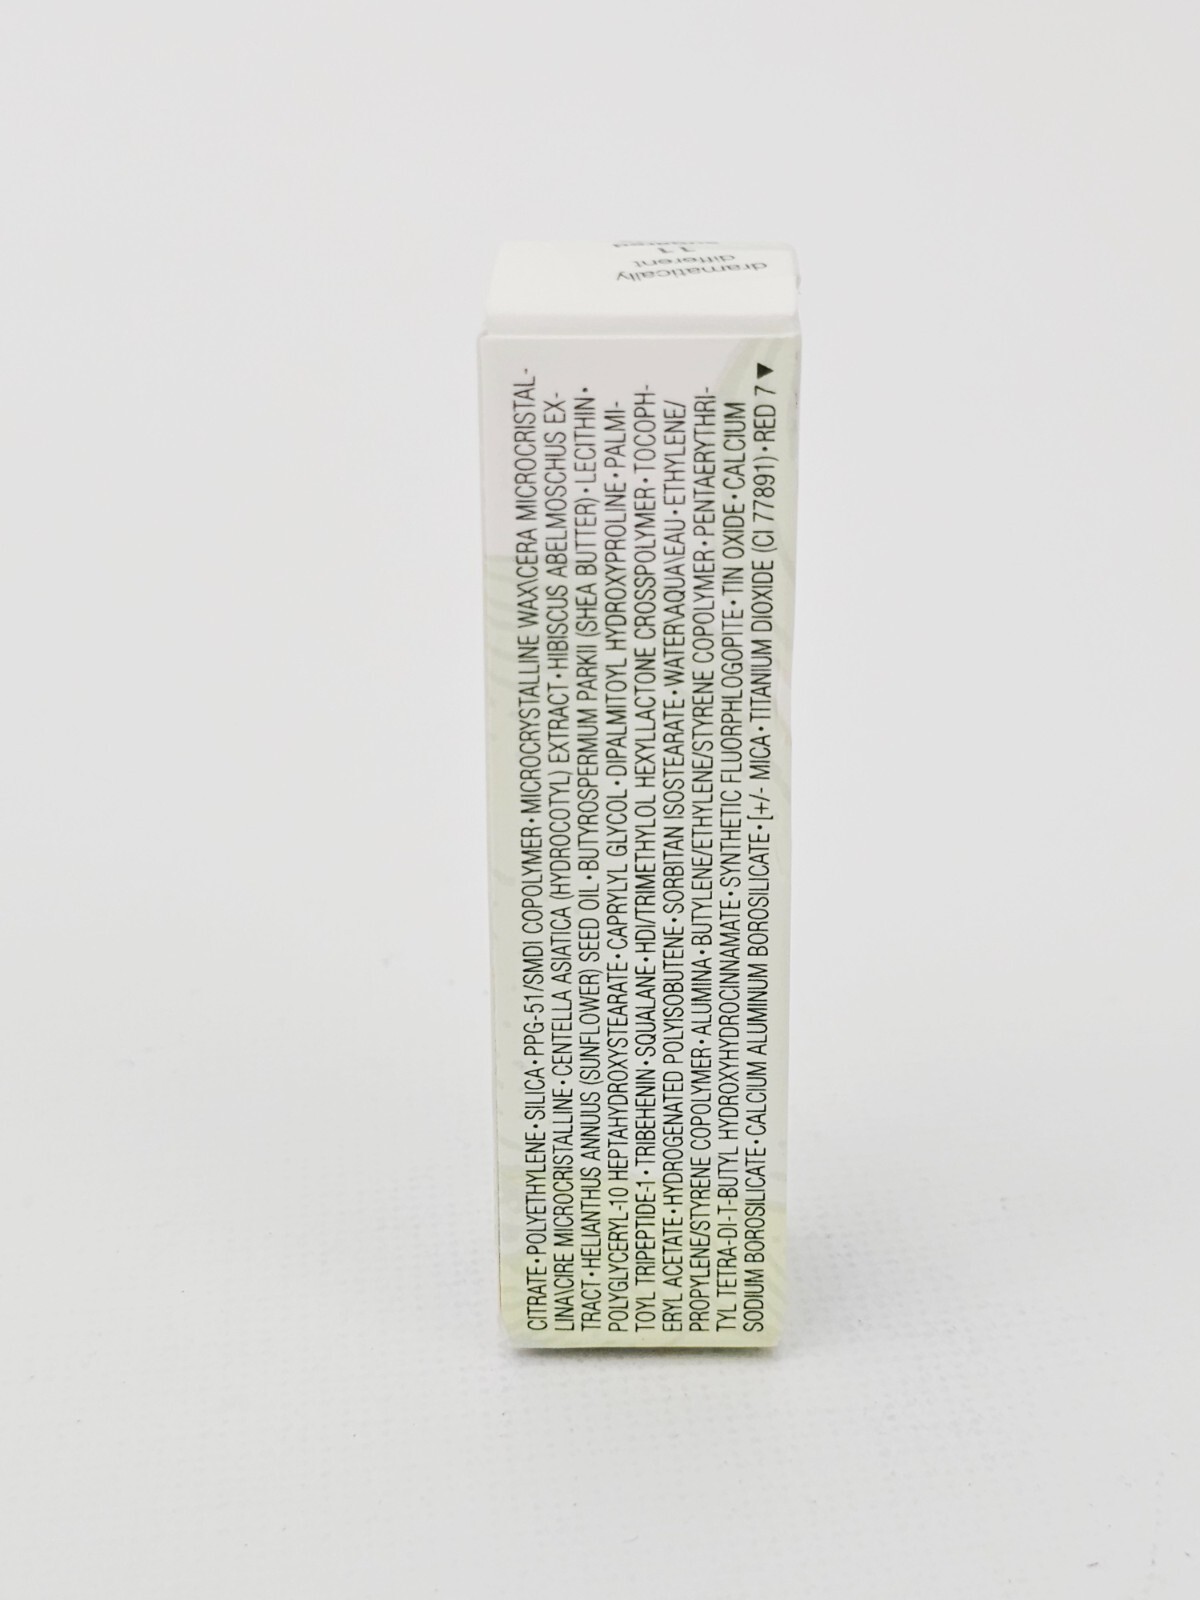 dramatically
different
11
CITRATE • POLYETHYLENE • SILICA • PPG-51/SMDI COPOLYMER • MICROCRYSTALLINE WAX\CERA MICROCRISTAL-
LINA\CIRE MICROCRISTALLINE • CENTELLA ASIATICA (HYDROCOTYL) EXTRACT • HIBISCUS ABELMOSCHUS EX-
TRACT • HELIANTHUS ANNUUS (SUNFLOWER) SEED OIL • BUTYROSPERMUM PARKII (SHEA BUTTER) • LECITHIN •
POLYGLYCERYL-10 HEPTAHYDROXYSTEARATE • CAPRYLYL GLYCOL • DIPALMITOYL HYDROXYPROLINE • PALMI-
TOYL TRIPEPTIDE-1 • TRIBEHENIN • SQUALANE • HDI/TRIMETHYLOL HEXYLLACTONE CROSSPOLYMER • TOCOPH-
ERYL ACETATE • HYDROGENATED POLYISOBUTENE • SORBITAN ISOSTEARATE • WATER\AQUA\EAU • ETHYLENE/
PROPYLENE/STYRENE COPOLYMER • ALUMINA • BUTYLENE/ETHYLENE/STYRENE COPOLYMER • PENTAERYTHRI-
TYL TETRA-DI-T-BUTYL HYDROXYHYDROCINNAMATE • SYNTHETIC FLUORPHLOGOPITE • TIN OXIDE • CALCIUM
SODIUM BOROSILICATE • CALCIUM ALUMINUM BOROSILICATE • [+/- MICA • TITANIUM DIOXIDE (CI 77891) • RED 7 ▼